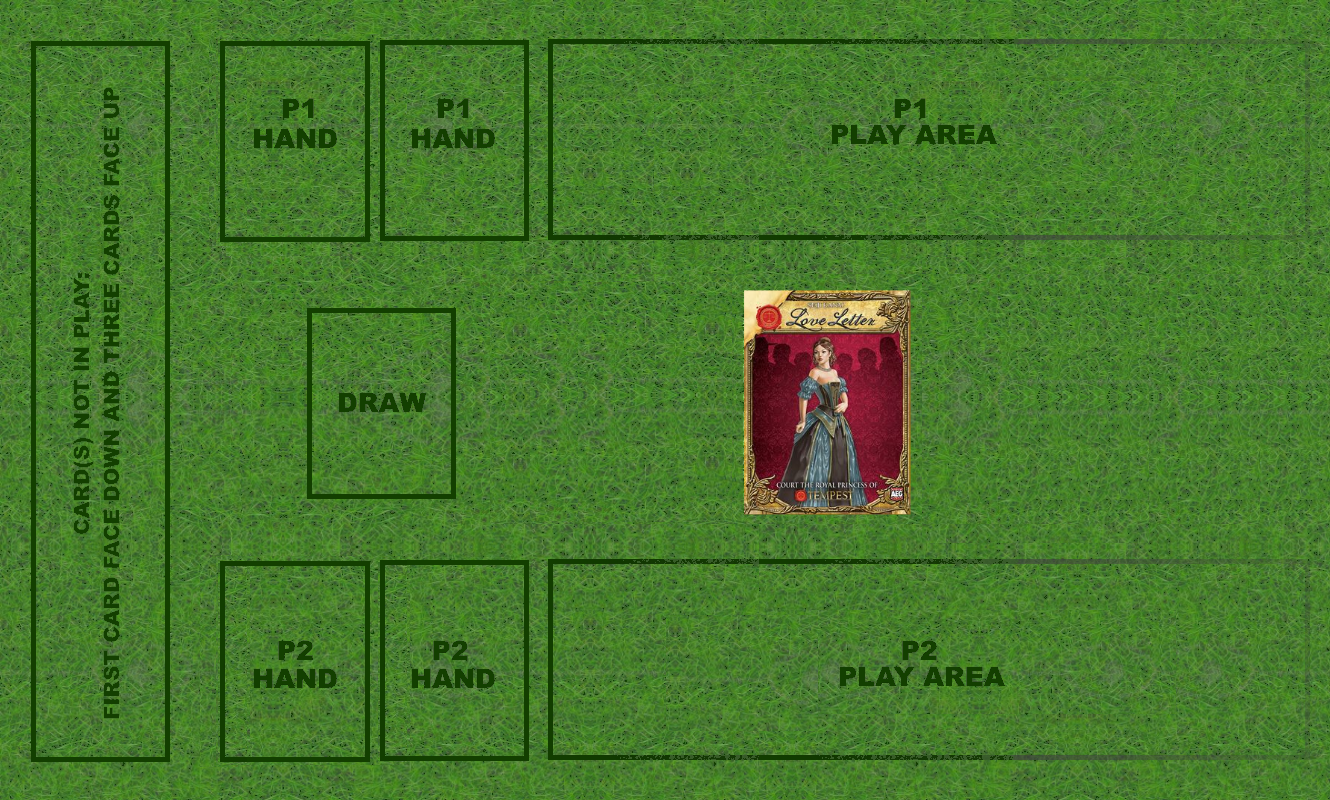 CARD(S) NOT IN PLAY:
FIRST CARD FACE DOWN AND THREE CARDS FACE UP
P1
HAND
P1
HAND
P1
PLAY AREA
DRAW
Love Letter
COURT THE ROYAL PRINCESS OF
TEMPEST
AEG
P2
HAND
P2
HAND
P2
PLAY AREA